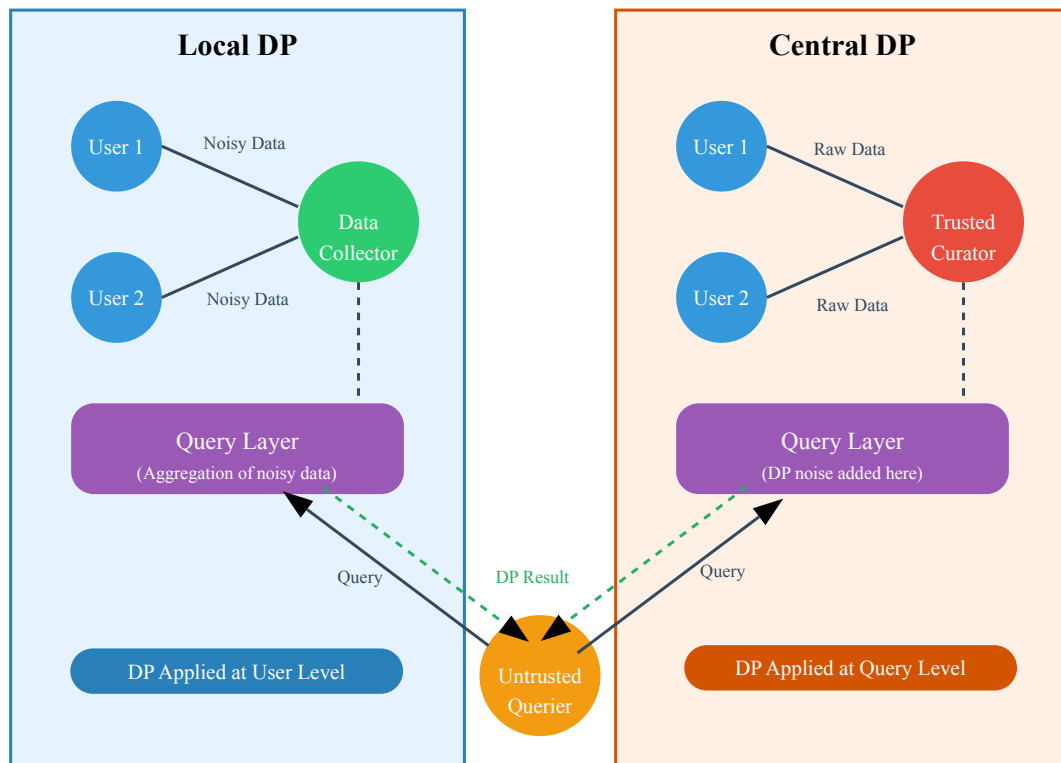 Local DP
User 1
Noisy Data
Data
Collector
User 2
Noisy Data
Query Layer
(Aggregation of noisy data)
Query
DP Applied at User Level
Central DP
User 1
Raw Data
Trusted
Curator
User 2
Raw Data
Query Layer
(DP noise added here)
Query
DP Applied at Query Level
DP Result
Untrusted
Querier